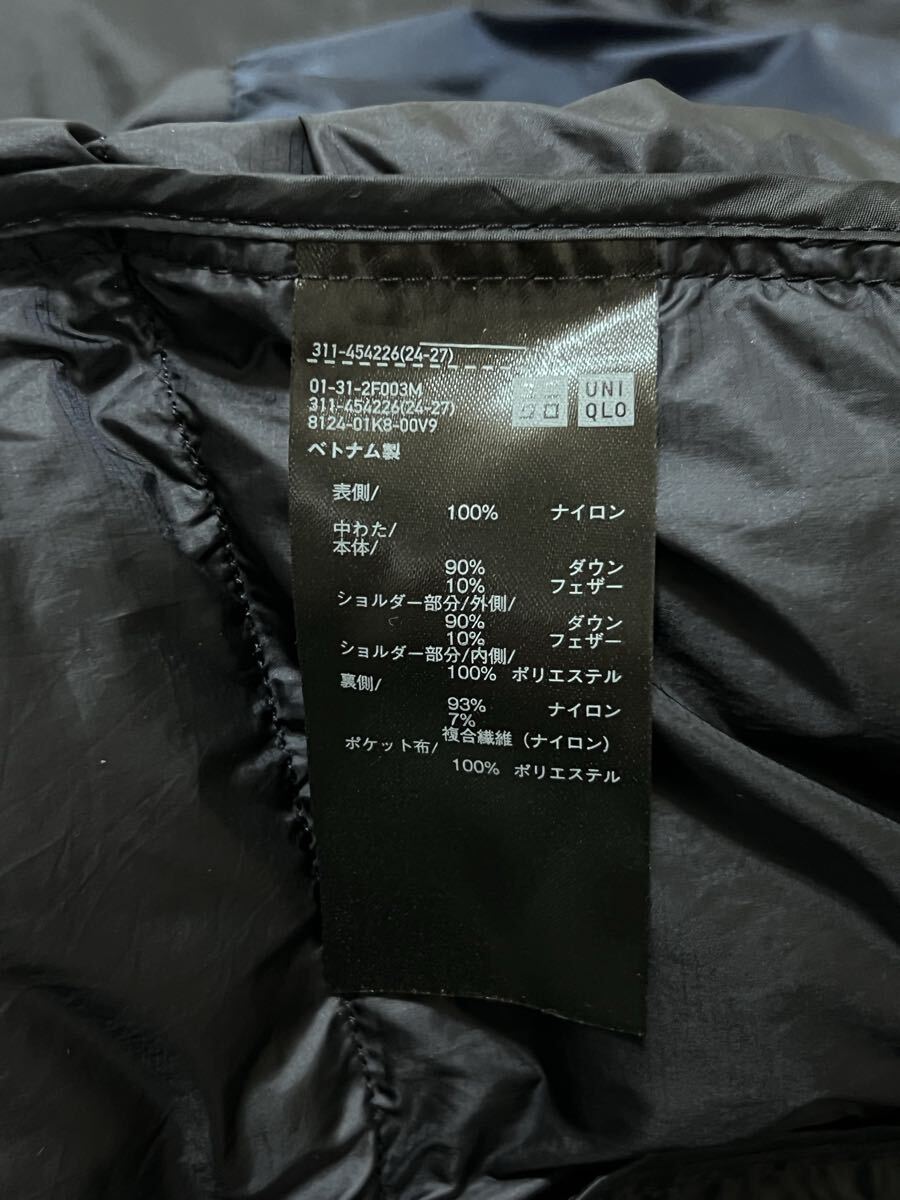 311-454226(24-27)
01-31-2F003M
311-454226(24-27)
8124-01K8-00V9
UNI
QLO
ベトナム製
表側/
100% ナイロン
中わた/
本体/
90% ダウン
10% フェザー
ショルダー部分/外側/
90% ダウン
10% フェザー
ショルダー部分/内側/
100% ポリエステル
裏側/
93% ナイロン
7%
複合繊維（ナイロン）
ポケット布/
100% ポリエステル